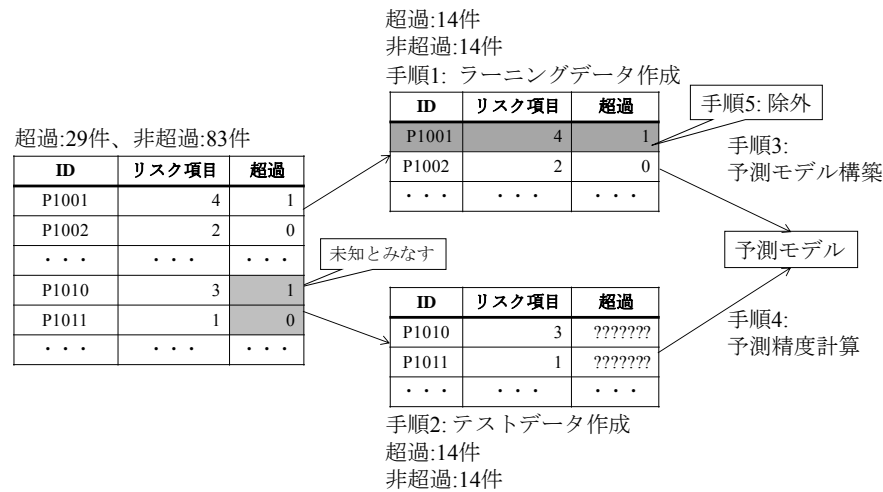 超過:14件
非超過:14件
手順1: ラーニングデータ作成
ID リスク項目 超過
P1001 4 1
P1002 2 0
・・・ ・・・ ・・・
手順5: 除外
手順3:
予測モデル構築
超過:29件、非超過:83件
ID リスク項目 超過
P1001 4 1
P1002 2 0
・・・ ・・・ ・・・
P1010 3 1
P1011 1 0
・・・ ・・・ ・・・
未知とみなす
予測モデル
ID リスク項目 超過
P1010 3 ???????
P1011 1 ???????
・・・ ・・・ ・・・
手順4:
予測精度計算
手順2: テストデータ作成
超過:14件
非超過:14件